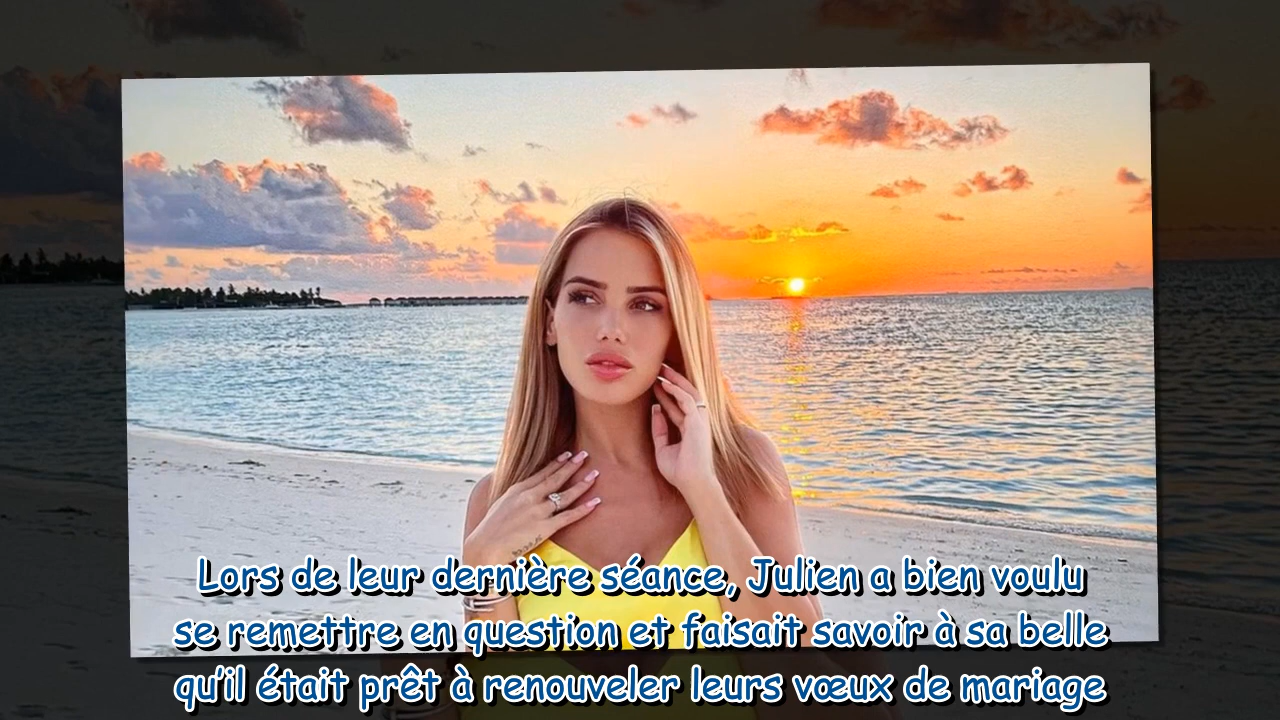 Lors de leur dernière séance, Julien a bien voulu
se remettre en question et faisait savoir à sa belle
qu'il était prêt à renouveler leurs vœux de mariage